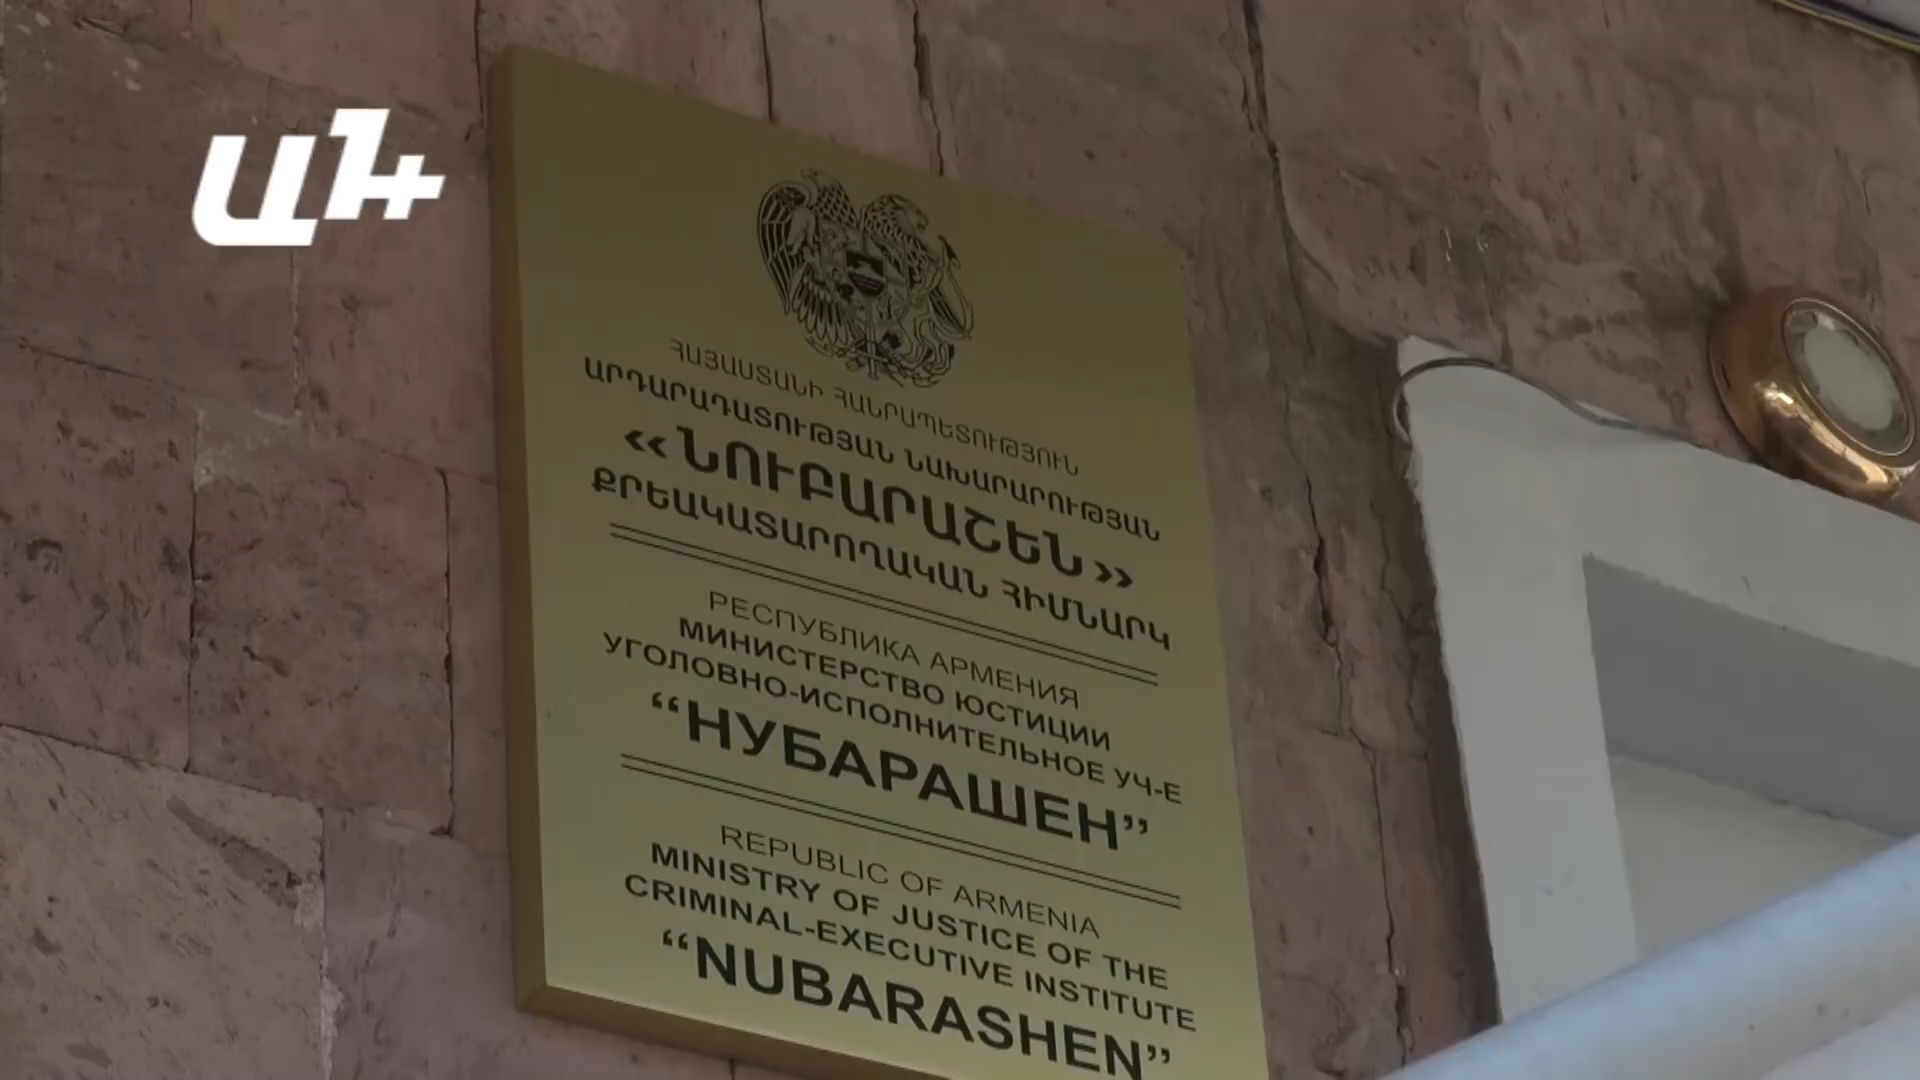 ԱՆ+
ՀԱՅԱՍՏԱՆԻ ՀԱՆՐԱՊԵՏՈՒԹՅՈՒՆ
ԱՐԴԱՐԱԴԱՏՈՒԹՅԱՆ ՆԱԽԱՐԱՐՈՒԹՅԱՆ
«ՆՈՒԲԱՐԱՇԵՆ»
ՔՐԵԱԿԱՏԱՐՈՂԱԿԱՆ ՀԻՄՆԱՐԿ
РЕСПУБЛИКА АРМЕНИЯ
МИНИСТЕРСТВО ЮСТИЦИИ
УГОЛОВНО-ИСПОЛНИТЕЛЬНОЕ УЧ-Е
“НУБАРАШЕН”
REPUBLIC OF ARMENIA
MINISTRY OF JUSTICE OF THE
CRIMINAL-EXECUTIVE INSTITUTE
“NUBARASHEN”